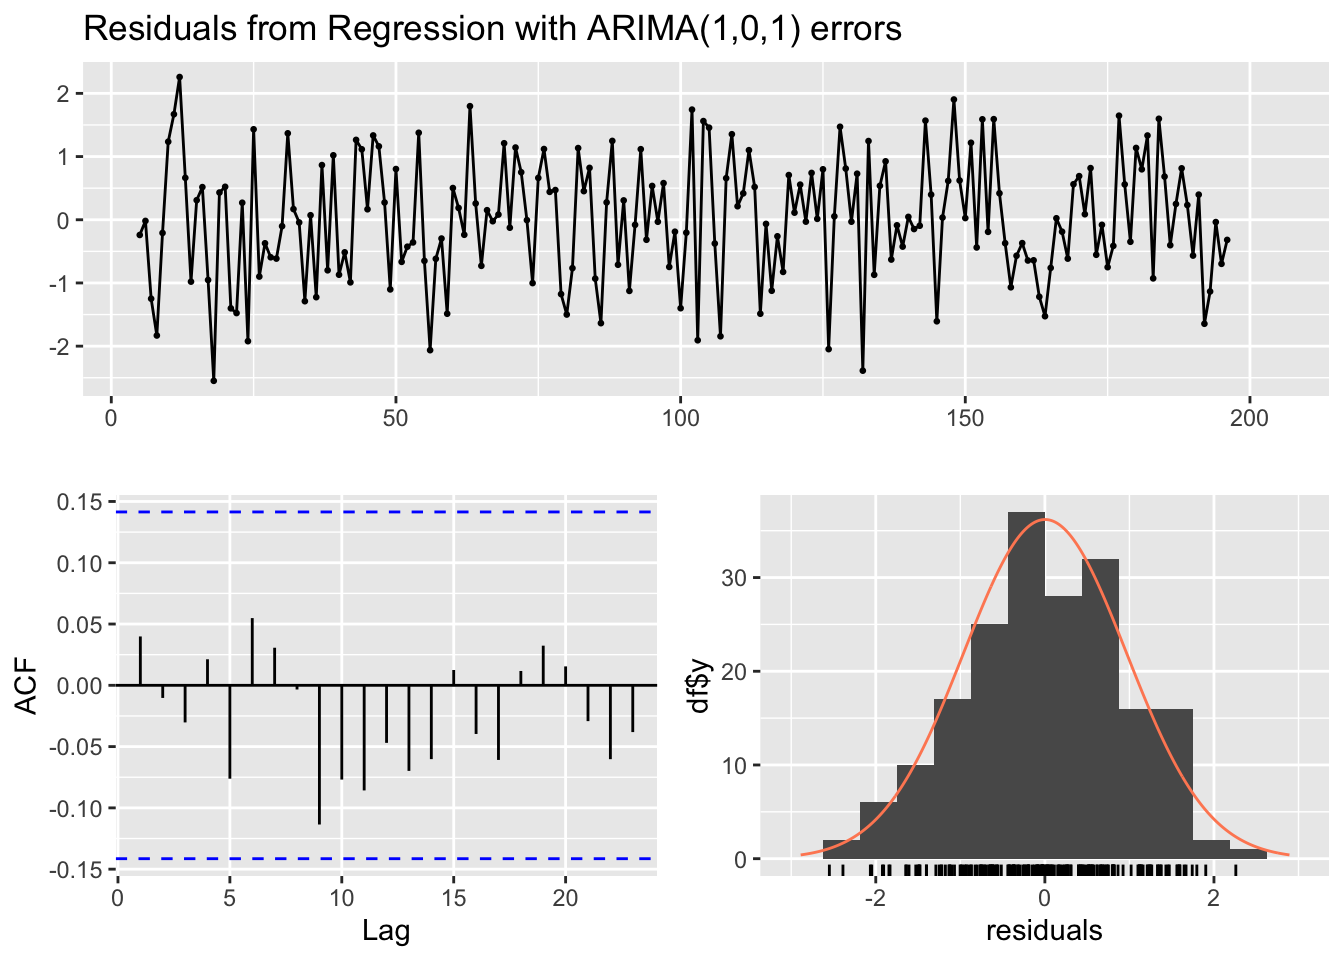 Residuals from Regression with ARIMA(1,0,1) errors
2
1
0
-1
-2
0 50 100 150 200
0.15
0.10
0.05
0.00
-0.05
-0.10
-0.15
ACF
0 5 10 15 20
Lag
30
20
10
0
df$y
-2 0 2
residuals